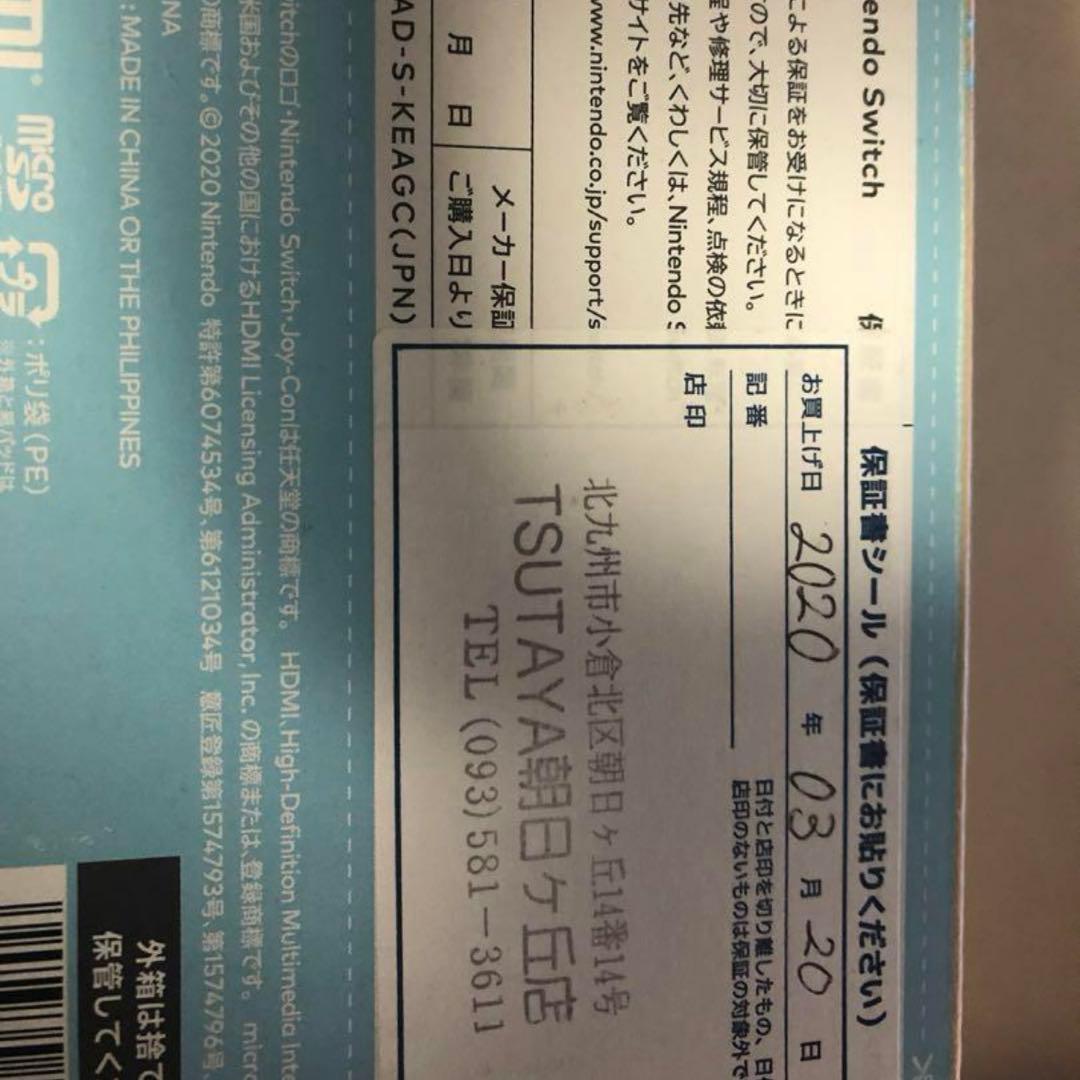 endo Switch
による保証をお受けになるときに
ので、大切に保管してください。
や修理サービス規程、点検の依頼
先など、くわしくは、Nintendo S
サイトをご覧ください。
www.nintendo.co.jp/support/s
メーカー保証
月 日 ご購入日より
AD-S-KEAGC(JPN)
保証書シール（保証書にお貼りください）
お買上げ日 2020 年 03 月 20 日
記番
日付と店印を切り離したもの、日付
店印のないものは保証の対象外で
店印
北九州市小倉北区朝日ヶ丘14番14号
TSUTAYA朝日ケ丘店
TEL (093)581-3611
itchのロゴ・Nintendo Switch・Joy-Conは任天堂の商標です。 HDMI、High-Definition Multimedia Inte
米国およびその他の国におけるHDMI Licensing Administrator, Inc. の商標または、登録商標です。 micro
の商標です。©2020 Nintendo 特許第6074534号、第6121034号 意匠登録第1574793号、第1574796号
NA
: MADE IN CHINA OR THE PHILIPPINES
micro
プラ
:ポリ袋 (PE)
外箱は捨て
保管してく